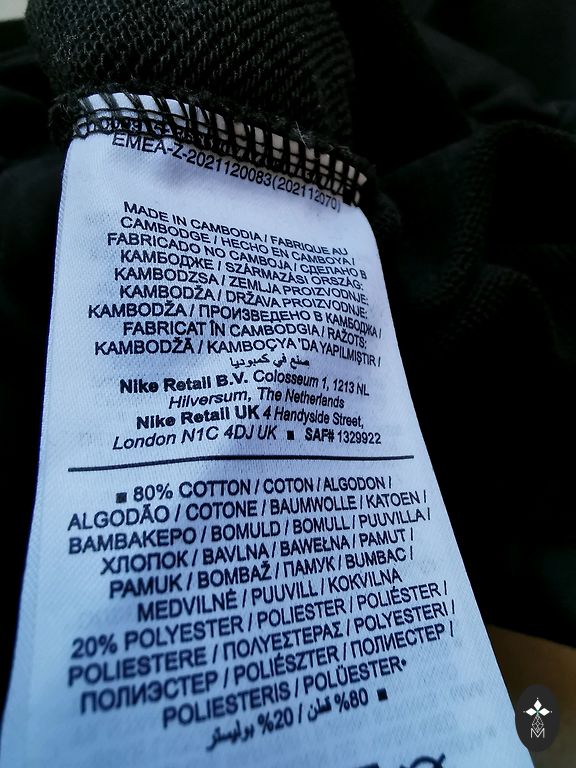 EMEA-Z-2021120083(202112070)
MADE IN CAMBODIA / FABRIQUE AU
CAMBODGE / HECHO EN CAMBOYA /
FABRICADO NO CAMBOJA / СДЕЛАНО В
КАМБОДЖЕ / SZÁRMAZÁSI ORSZÁG:
KAMBODZSA / ZEMLJA PROIZVODNJE:
KAMBODŽA / DRŽAVA PROIZVODNJE:
KAMBODŽA / ПРОИЗВЕДЕНО В КАМБОДЖА /
FABRICAT ÎN CAMBODGIA / RAŽOTS:
KAMBODŽĀ / KAMBOÇYA 'DA YAPILMIŞTIR /
صنع في كمبوديا
Nike Retail B.V. Colosseum 1, 1213 NL
Hilversum, The Netherlands
Nike Retail UK 4 Handyside Street,
London N1C 4DJ UK ■ SAF# 1329922
■ 80% COTTON / COTON / ALGODON /
ALGODÃO / COTONE / BAUMWOLLE / KATOEN /
ΒΑΜΒΑΚΕΡΟ / BOMULD / BOMULL / PUUVILLA /
ХЛОПОК / BAVLNA / BAWEŁNA / PAMUT /
PAMUK / BOMBAŽ / ПАМУК / BUMBAC /
MEDVILNĖ / PUUVILL / KOKVILNA
20% POLYESTER / POLIESTER / POLIÉSTER /
POLIESTERE / ΠΟΛΥΕΣΤΕΡΑΣ / POLYESTERI /
ПОЛИЭСТЕР / POLIÉSZTER / ПОЛИЕСТЕР /
POLIESTERIS / POLÜESTER*
80% قطن / 20% بوليستر ■